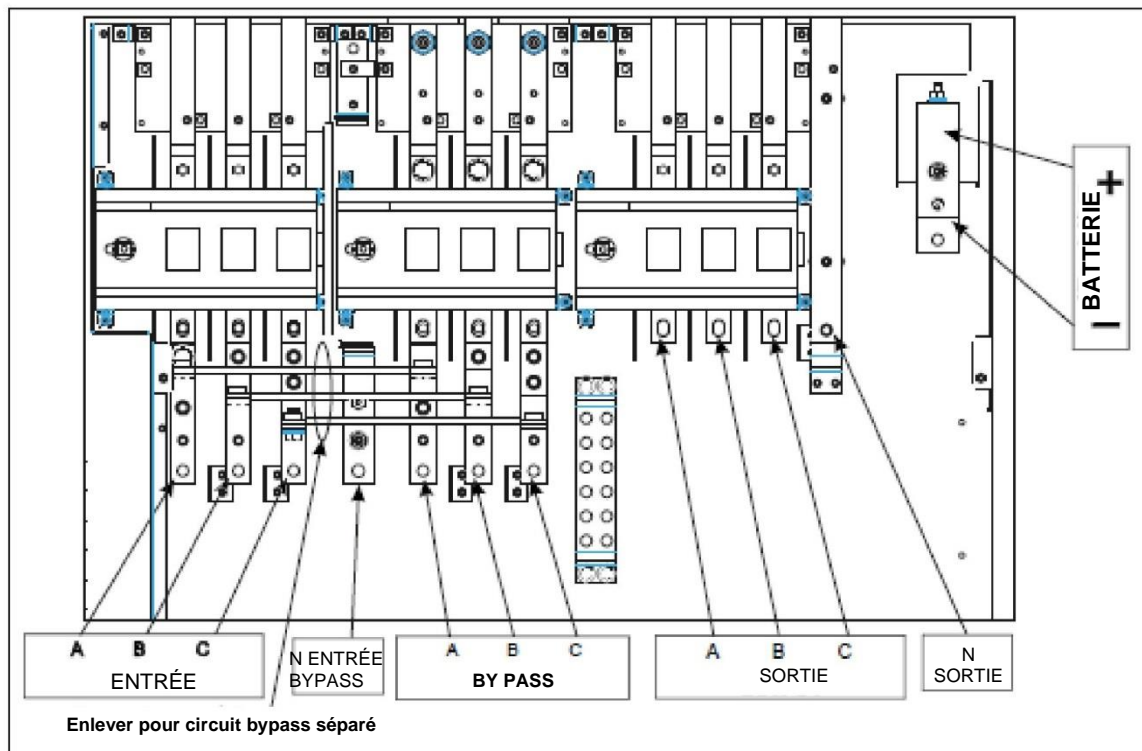 +
BATTERIE
–
A B C
ENTRÉE
N ENTRÉE
BYPASS
A B C
BY PASS
A B C
SORTIE
N
SORTIE
Enlever pour circuit bypass séparé